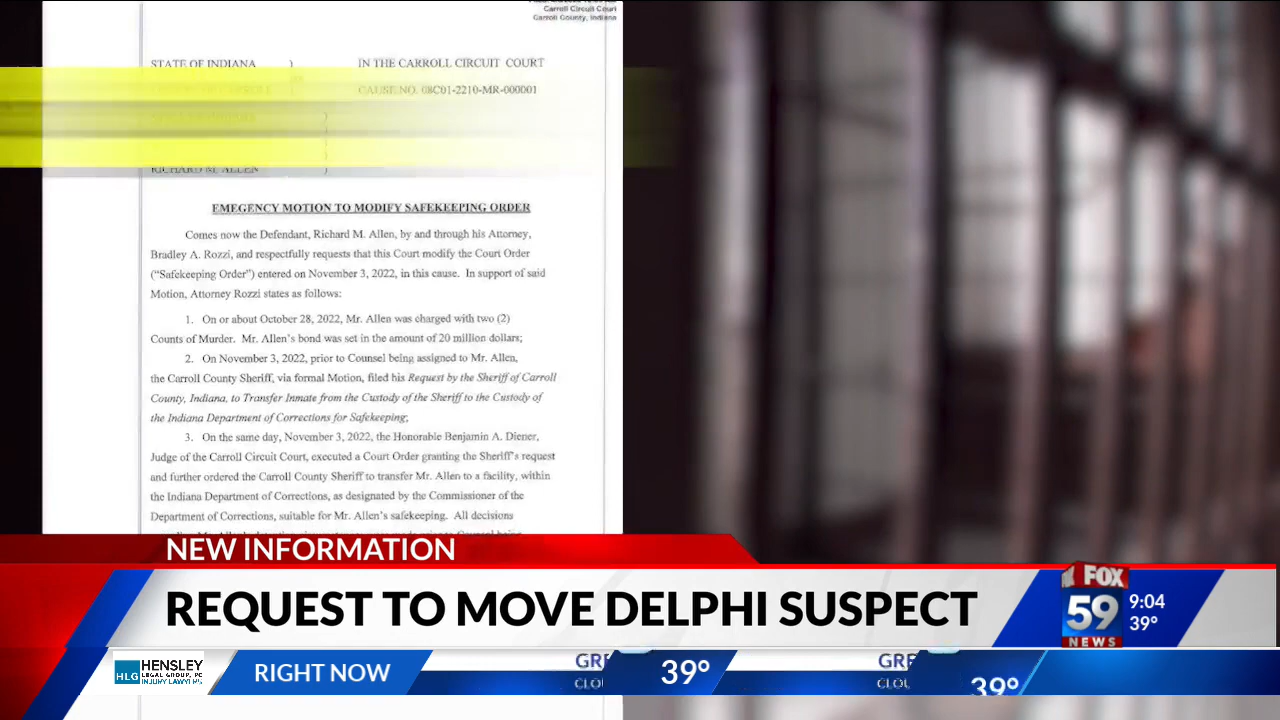 Carroll Circuit Court
Carroll County, Indiana
STATE OF INDIANA ) IN THE CARROLL CIRCUIT COURT
CAUSE NO. 08C01-2210-MR-000001
)
)
RICHARD M. ALLEN )
EMEGENCY MOTION TO MODIFY SAFEKEEPING ORDER
Comes now the Defendant, Richard M. Allen, by and through his Attorney,
Bradley A. Rozzi, and respectfully requests that this Court modify the Court Order
("Safekeeping Order") entered on November 3, 2022, in this cause. In support of said
Motion, Attorney Rozzi states as follows:
1. On or about October 28, 2022, Mr. Allen was charged with two (2)
Counts of Murder. Mr. Allen's bond was set in the amount of 20 million dollars;
2. On November 3, 2022, prior to Counsel being assigned to Mr. Allen,
the Carroll County Sheriff, via formal Motion, filed his Request by the Sheriff of Carroll
County, Indiana, to Transfer Inmate from the Custody of the Sheriff to the Custody of
the Indiana Department of Corrections for Safekeeping;
3. On the same day, November 3, 2022, the Honorable Benjamin A. Diener,
Judge of the Carroll Circuit Court, executed a Court Order granting the Sheriff's request
and further ordered the Carroll County Sheriff to transfer Mr. Allen to a facility, within
the Indiana Department of Corrections, as designated by the Commissioner of the
Department of Corrections, suitable for Mr. Allen's safekeeping. All decisions
NEW INFORMATION
REQUEST TO MOVE DELPHI SUSPECT
FOX
59
NEWS
9:04
39°
HLG HENSLEY
LEGAL GROUP, PC
INJURY LAWYERS
RIGHT NOW
GRE
CLO
39°
GRE
CLO
39°